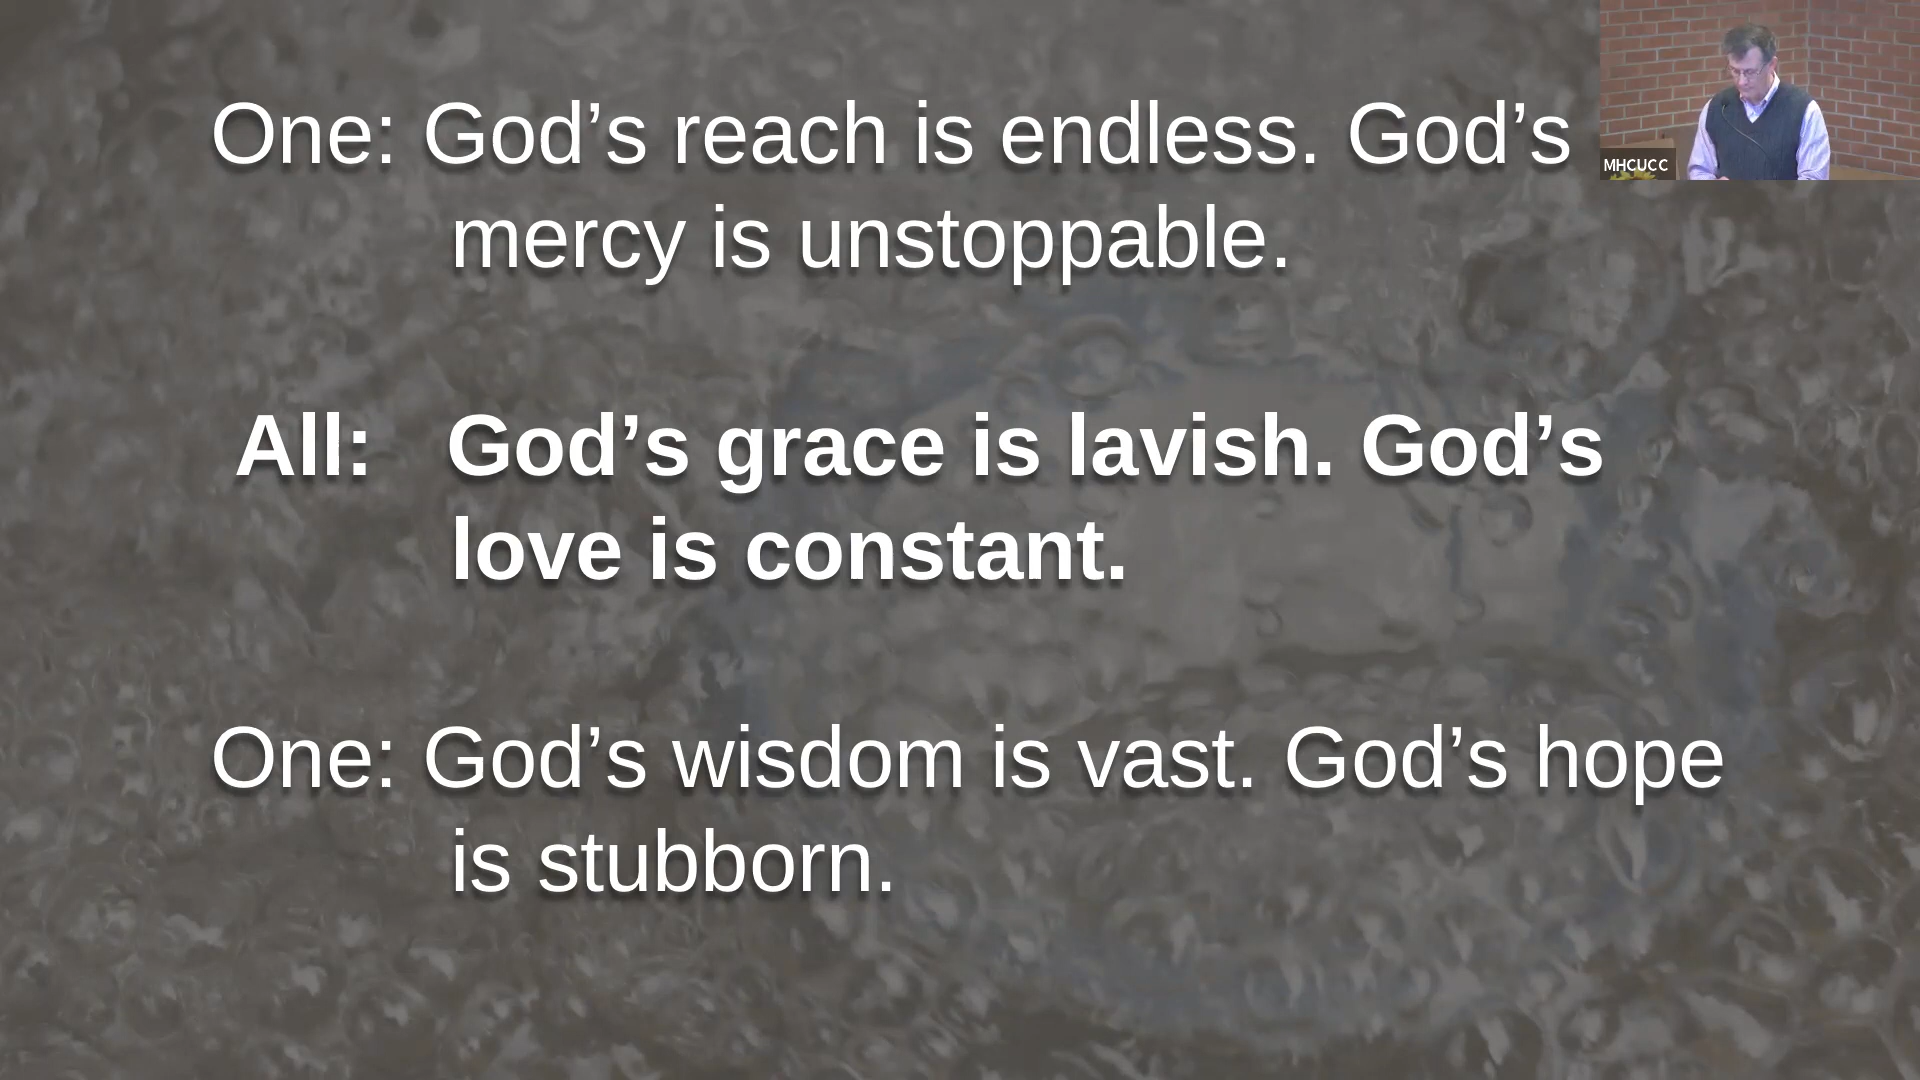 One: God’s reach is endless. God’s
mercy is unstoppable.
All: God’s grace is lavish. God’s
love is constant.
One: God’s wisdom is vast. God’s hope
is stubborn.
MHCUCC